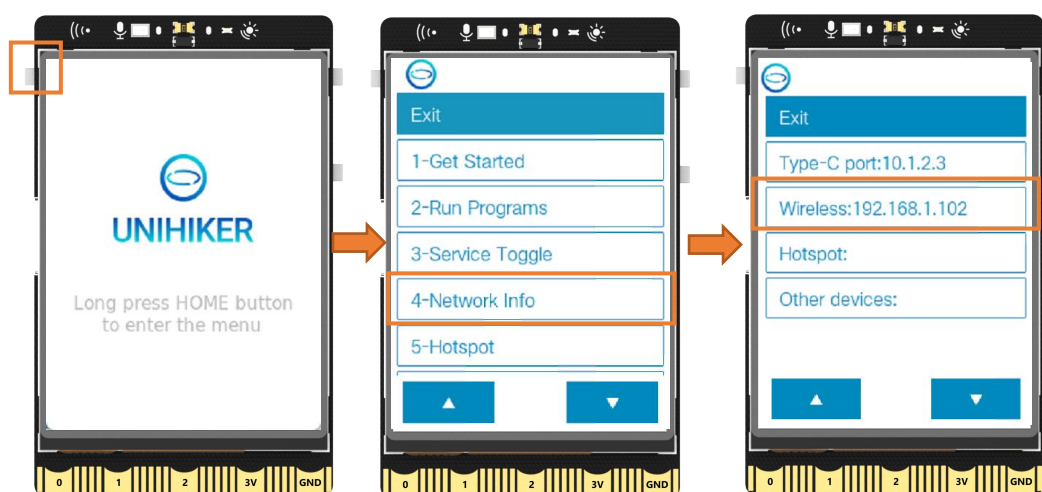 UNIHIKER
Long press HOME button
to enter the menu
0 1 2 3V GND
Exit
1-Get Started
2-Run Programs
3-Service Toggle
4-Network Info
5-Hotspot
0 1 2 3V GND
Exit
Type-C port:10.1.2.3
Wireless:192.168.1.102
Hotspot:
Other devices:
0 1 2 3V GND